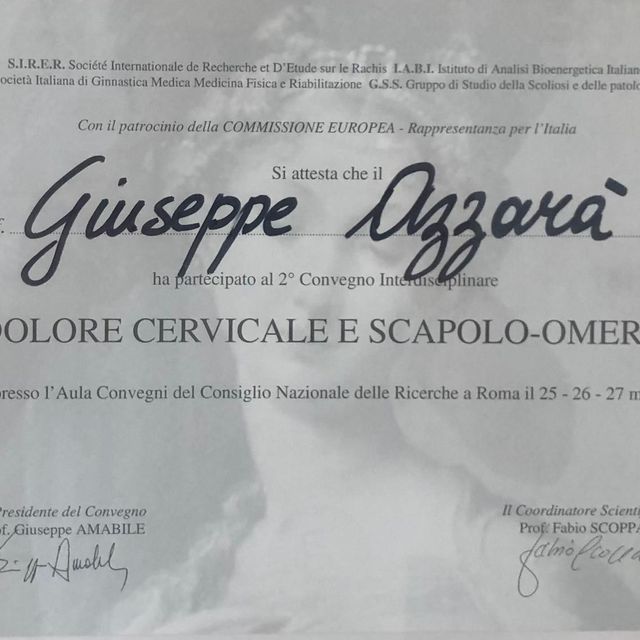 S.I.R.E.R. Société Internationale de Recherche et D'Etude sur le Rachis I.A.B.I. Istituto di Analisi Bioenergetica Italian
ocietà Italiana di Ginnastica Medica Medicina Fisica e Riabilitazione G.S.S. Gruppo di Studio della Scoliosi e delle patol
Con il patrocinio della COMMISSIONE EUROPEA - Rappresentanza per l'Italia
Si attesta che il
f. Giuseppe Azzarà
ha partecipato al 2° Convegno Interdisciplinare
DOLORE CERVICALE E SCAPOLO-OMER
presso l'Aula Convegni del Consiglio Nazionale delle Ricerche a Roma il 25 - 26 - 27 m
Presidente del Convegno
of. Giuseppe AMABILE
Il Coordinatore Scienti
Prof. Fabio SCOPPA